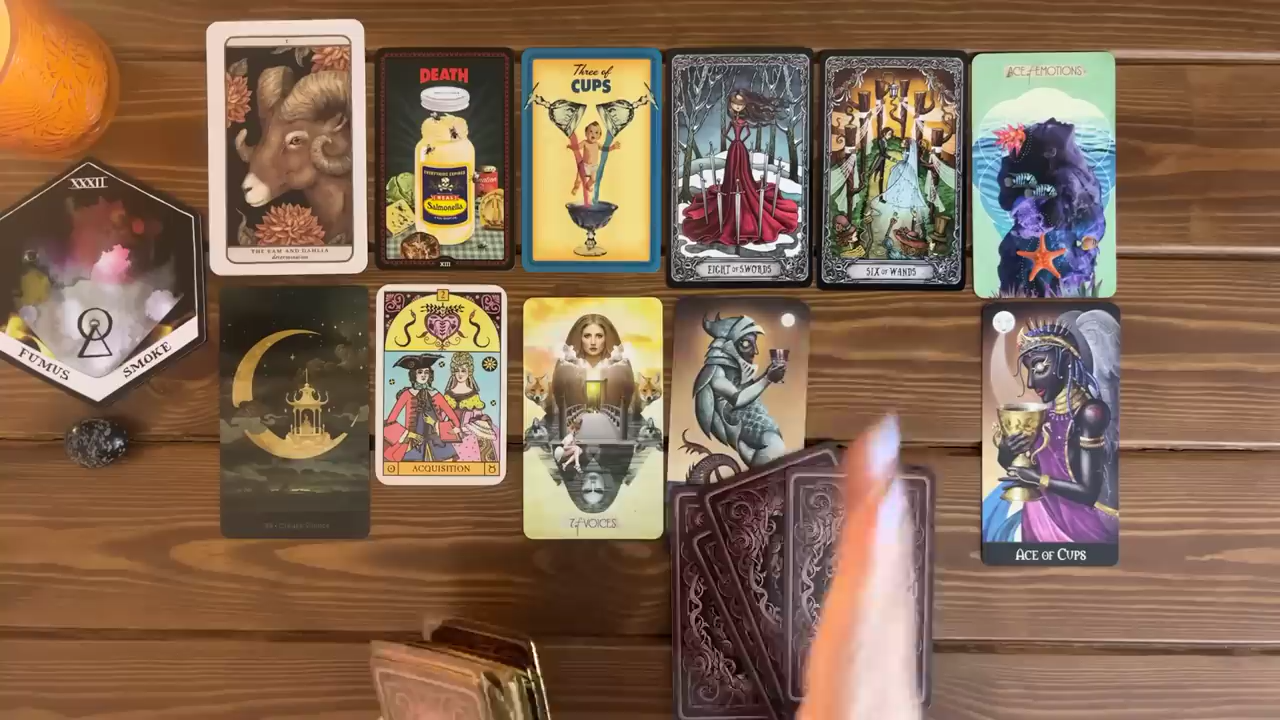 XXXII
FUMUS
SMOKE
I
THE RAM AND DAHLIA
determination
DEATH
Salmonella
XIII
Three of
CUPS
EIGHT OF SWORDS
SIX OF WANDS
ACE of EMOTIONS
2
ACQUISITION
7 of VOICES
ACE OF CUPS